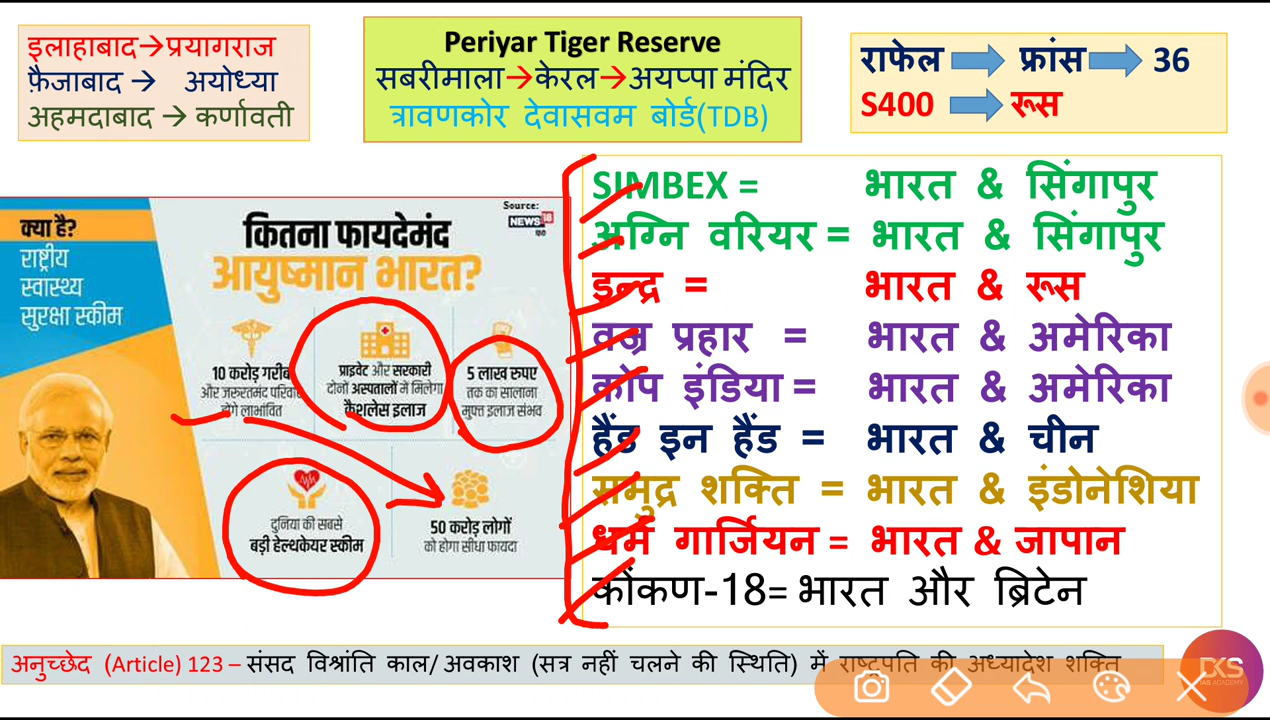 इलाहाबाद→प्रयागराज
फ़ैजाबाद → अयोध्या
अहमदाबाद → कर्णावती
Periyar Tiger Reserve
सबरीमाला→केरल→अयप्पा मंदिर
त्रावणकोर देवासवम बोर्ड(TDB)
राफेल फ्रांस 36
S400 रूस
Source:
NEWS18
क्या है?
राष्ट्रीय
स्वास्थ्य
सुरक्षा स्कीम
कितना फायदेमंद
आयुष्मान भारत?
10 करोड़ गरीब
और जरूरतमंद परिवार
होंगे लाभांवित
प्राइवेट और सरकारी
दोनों अस्पतालों में मिलेगा
कैशलेस इलाज
5 लाख रुपए
तक का सालाना
मुफ्त इलाज संभव
दुनिया की सबसे
बड़ी हेल्थकेयर स्कीम
50 करोड़ लोगों
को होगा सीधा फायदा
SIMBEX = भारत & सिंगापुर
अग्नि वरियर = भारत & सिंगापुर
इन्द्र = भारत & रूस
वज्र प्रहार = भारत & अमेरिका
कोप इंडिया = भारत & अमेरिका
हैंड इन हैंड = भारत & चीन
समुद्र शक्ति = भारत & इंडोनेशिया
धर्म गार्जियन = भारत & जापान
कोंकण-18= भारत और ब्रिटेन
अनुच्छेद (Article) 123 – संसद विश्रांति काल/ अवकाश (सत्र नहीं चलने की स्थिति) में राष्ट्रपति की अध्यादेश शक्ति
DKS